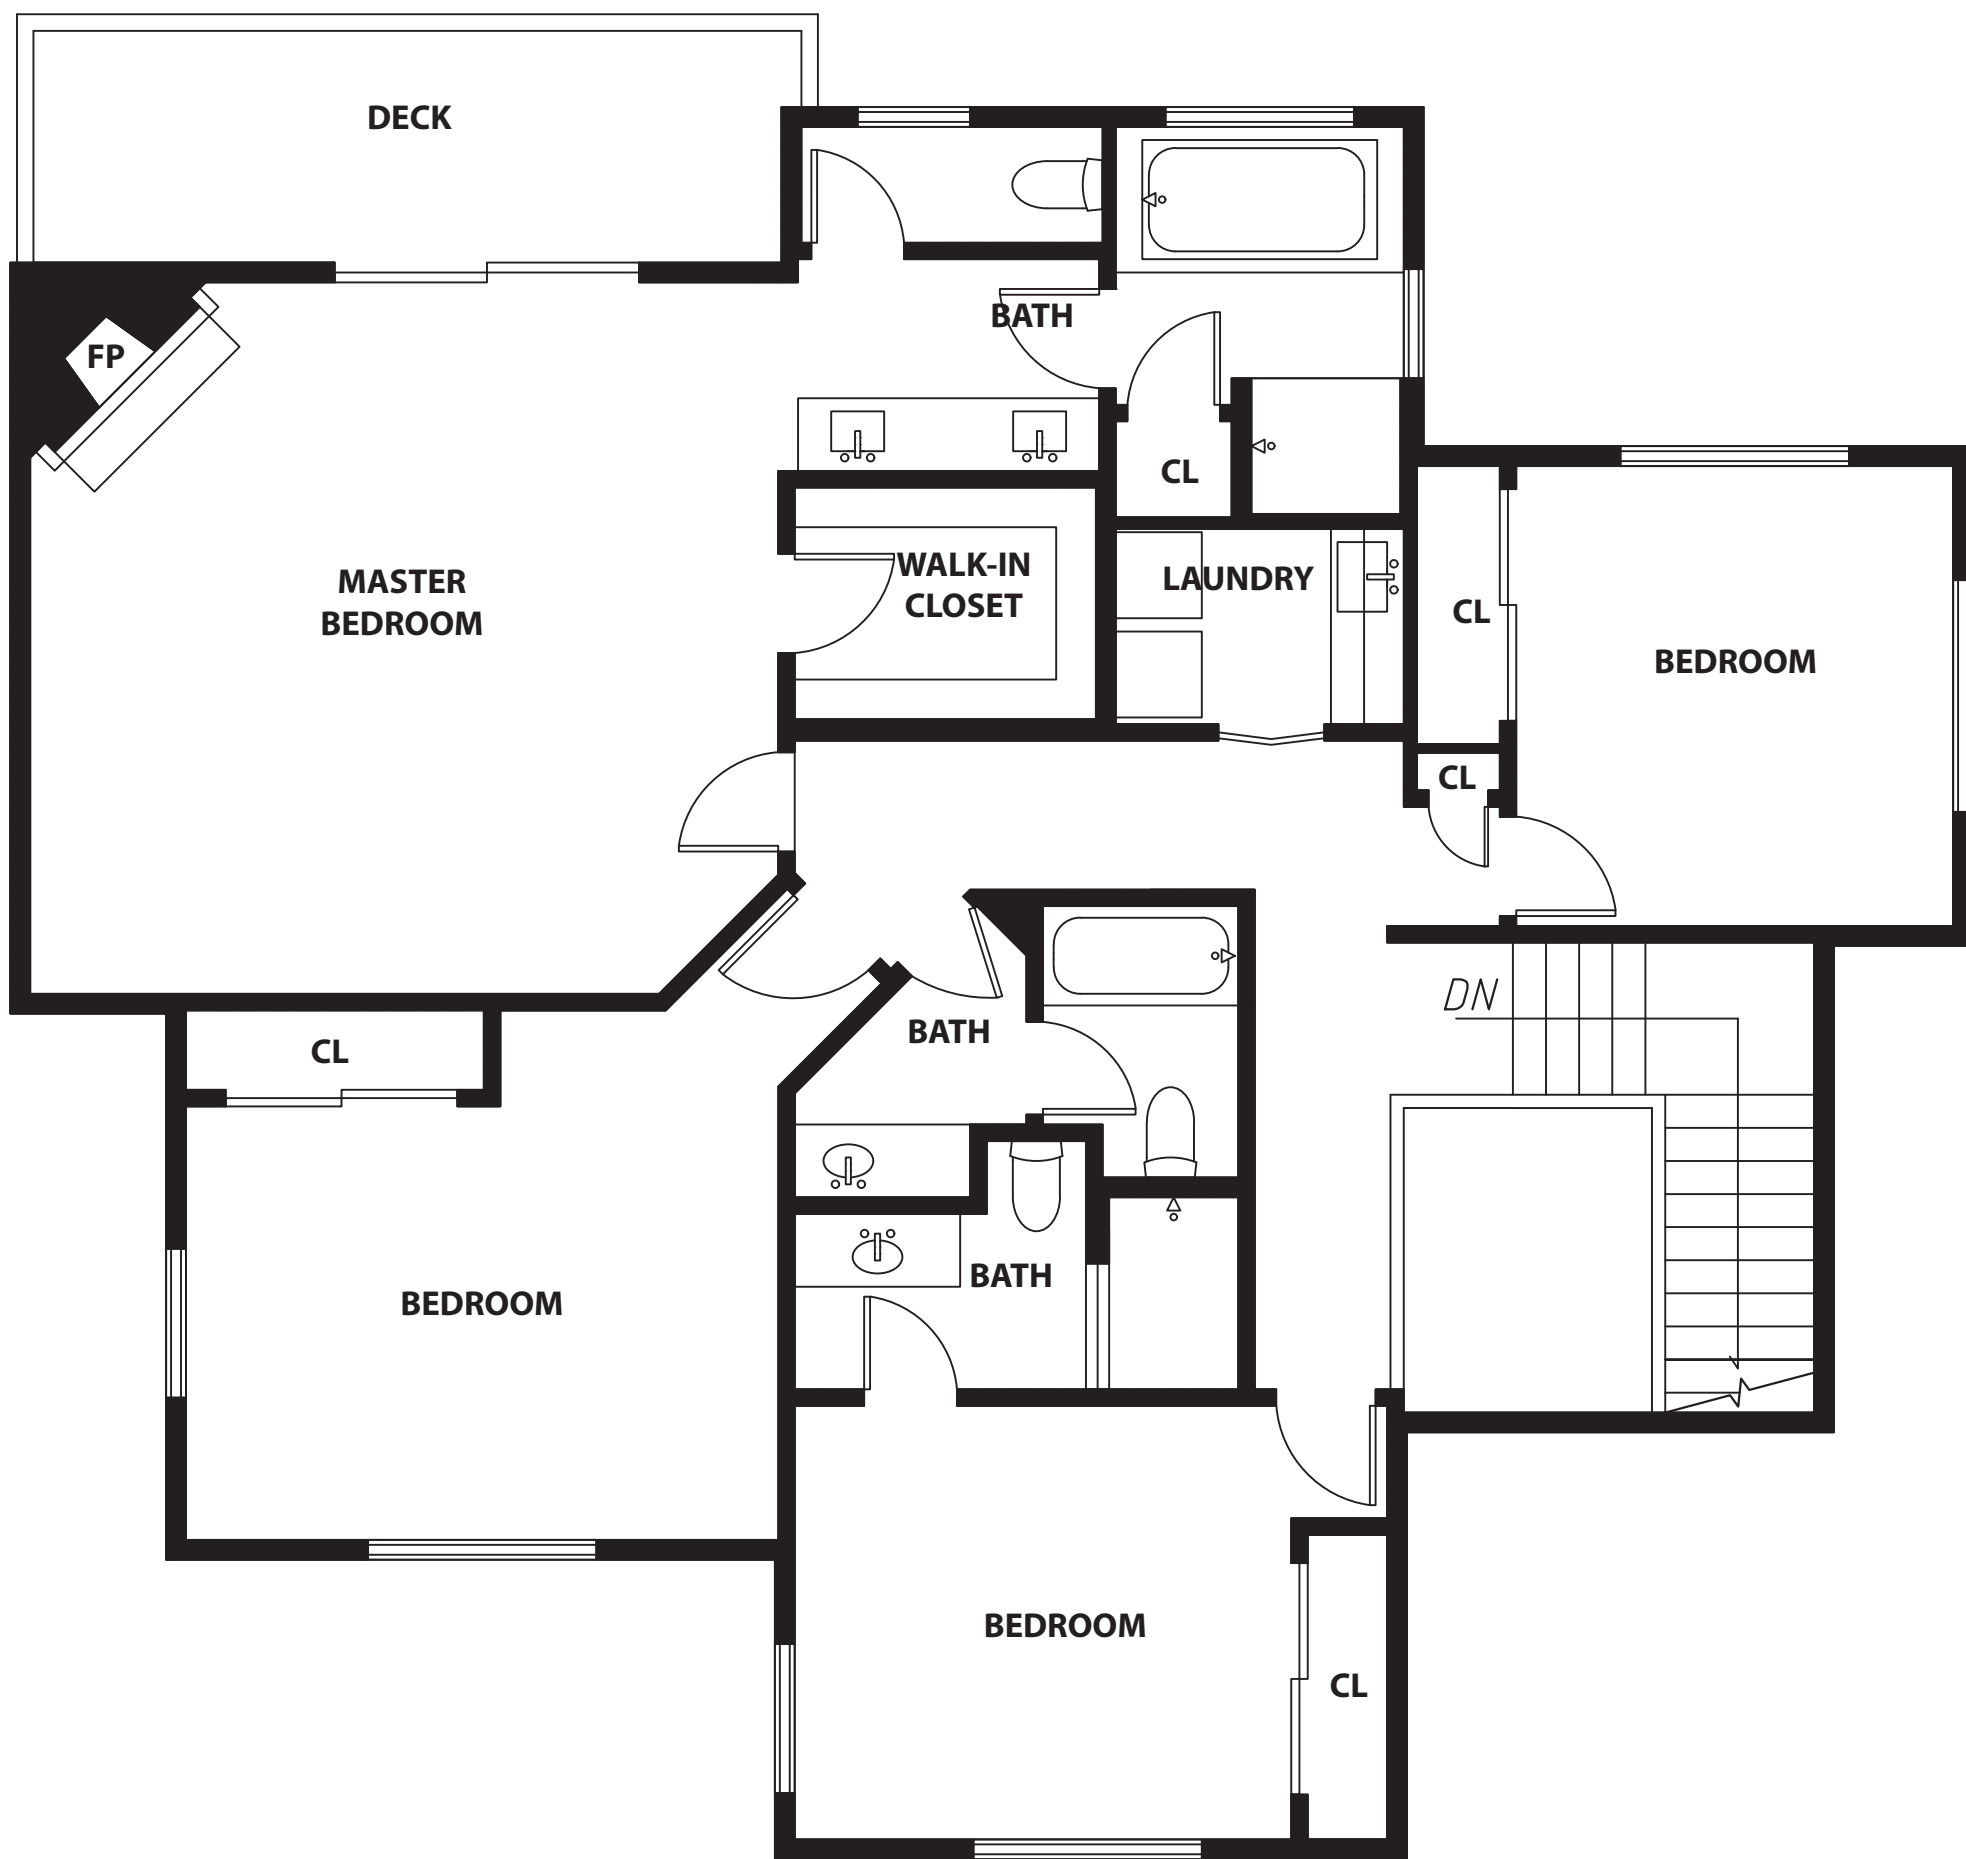 DECK
BATH
FP
CL
MASTER
BEDROOM
WALK-IN
CLOSET
LAUNDRY
CL
BEDROOM
CL
DN
BATH
CL
BATH
BEDROOM
BEDROOM
CL